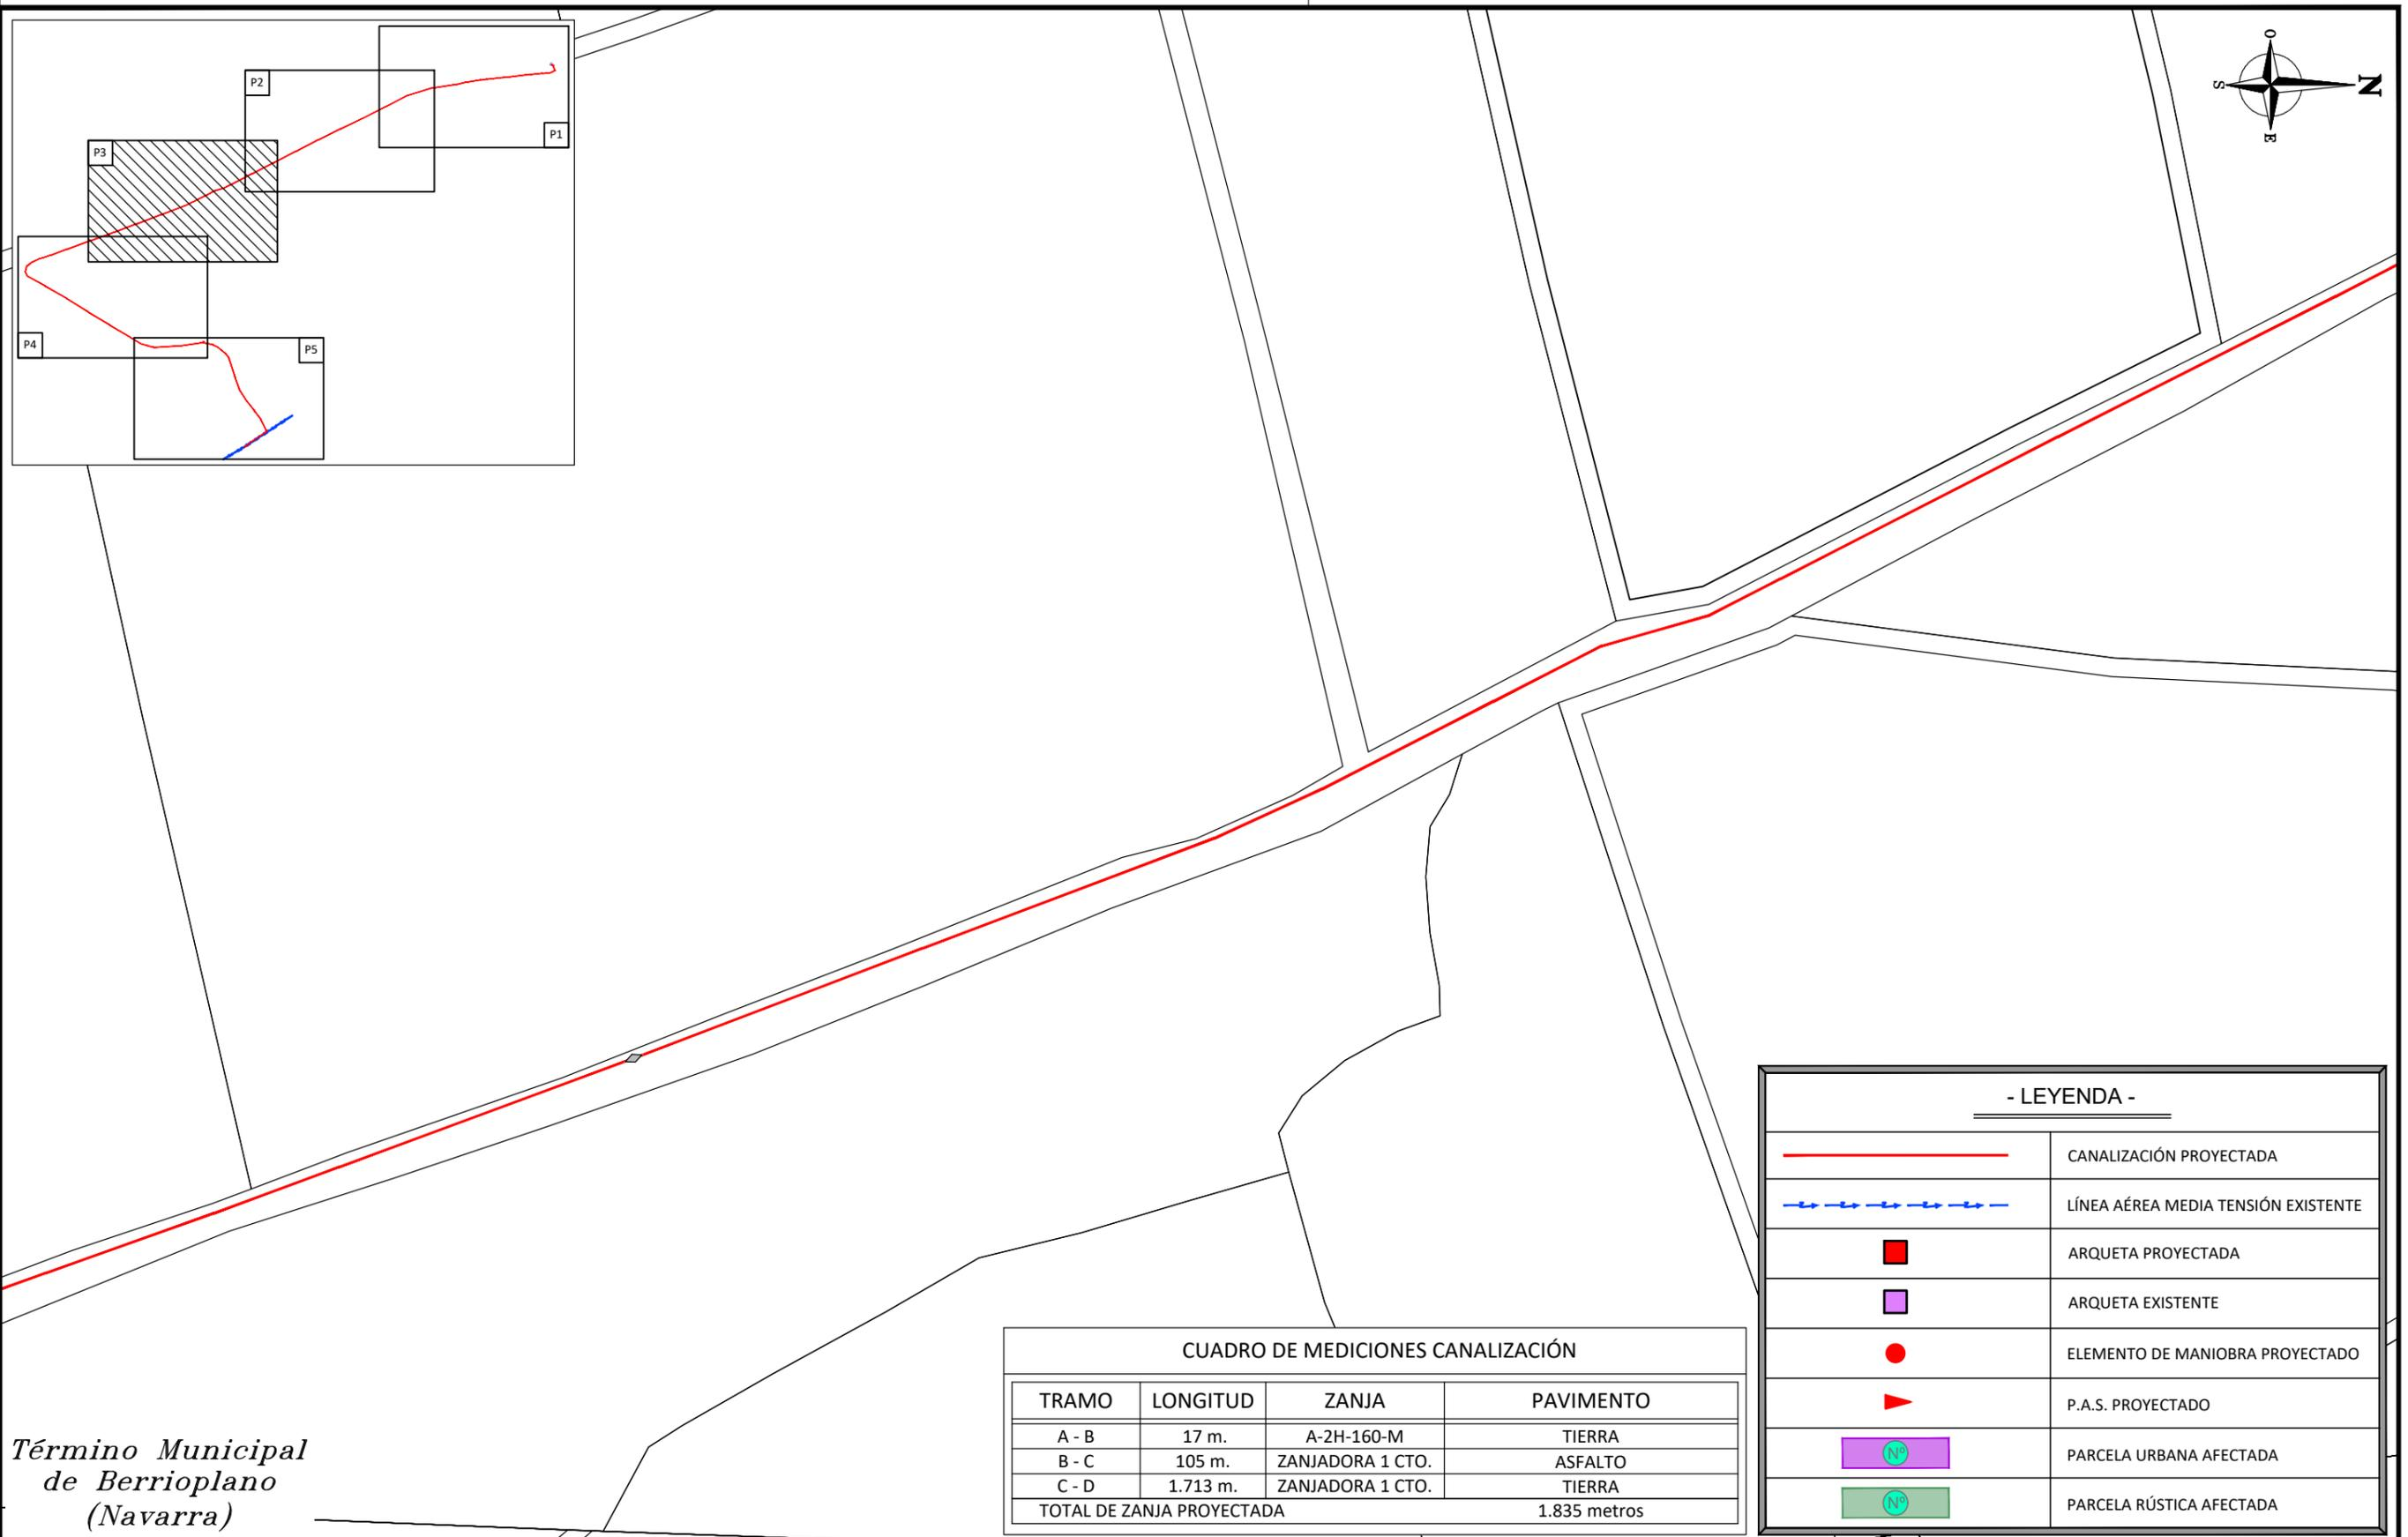 P2
P1
P3
P4
P5
O
S
N
E
- LEYENDA -
CANALIZACIÓN PROYECTADA
LÍNEA AÉREA MEDIA TENSIÓN EXISTENTE
ARQUETA PROYECTADA
ARQUETA EXISTENTE
ELEMENTO DE MANIOBRA PROYECTADO
P.A.S. PROYECTADO
Nº PARCELA URBANA AFECTADA
Nº PARCELA RÚSTICA AFECTADA
CUADRO DE MEDICIONES CANALIZACIÓN
TRAMO LONGITUD ZANJA PAVIMENTO
A - B 17 m. A-2H-160-M TIERRA
B - C 105 m. ZANJADORA 1 CTO. ASFALTO
C - D 1.713 m. ZANJADORA 1 CTO. TIERRA
TOTAL DE ZANJA PROYECTADA 1.835 metros
Término Municipal
de Berrioplano
(Navarra)